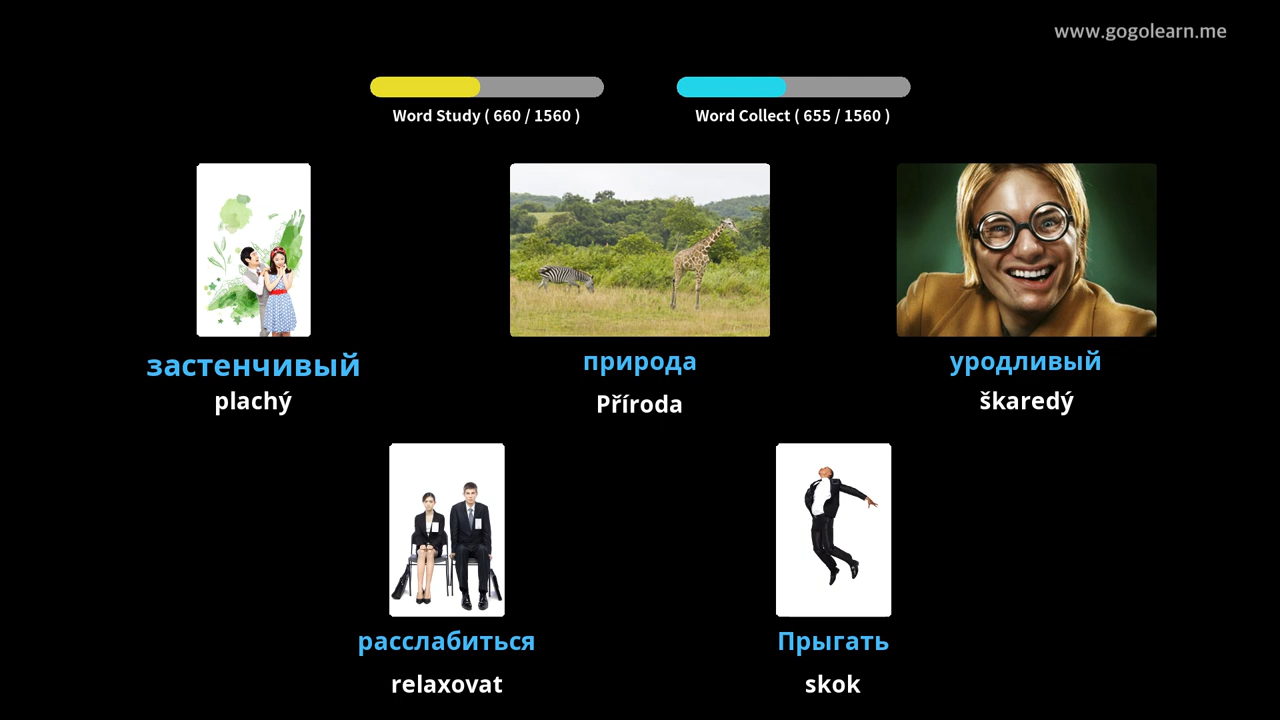 www.gogolearn.me
Word Study ( 660 / 1560 )
Word Collect ( 655 / 1560 )
застенчивый
plachý
природа
Příroda
уродливый
škaredý
расслабиться
relaxovat
Прыгать
skok